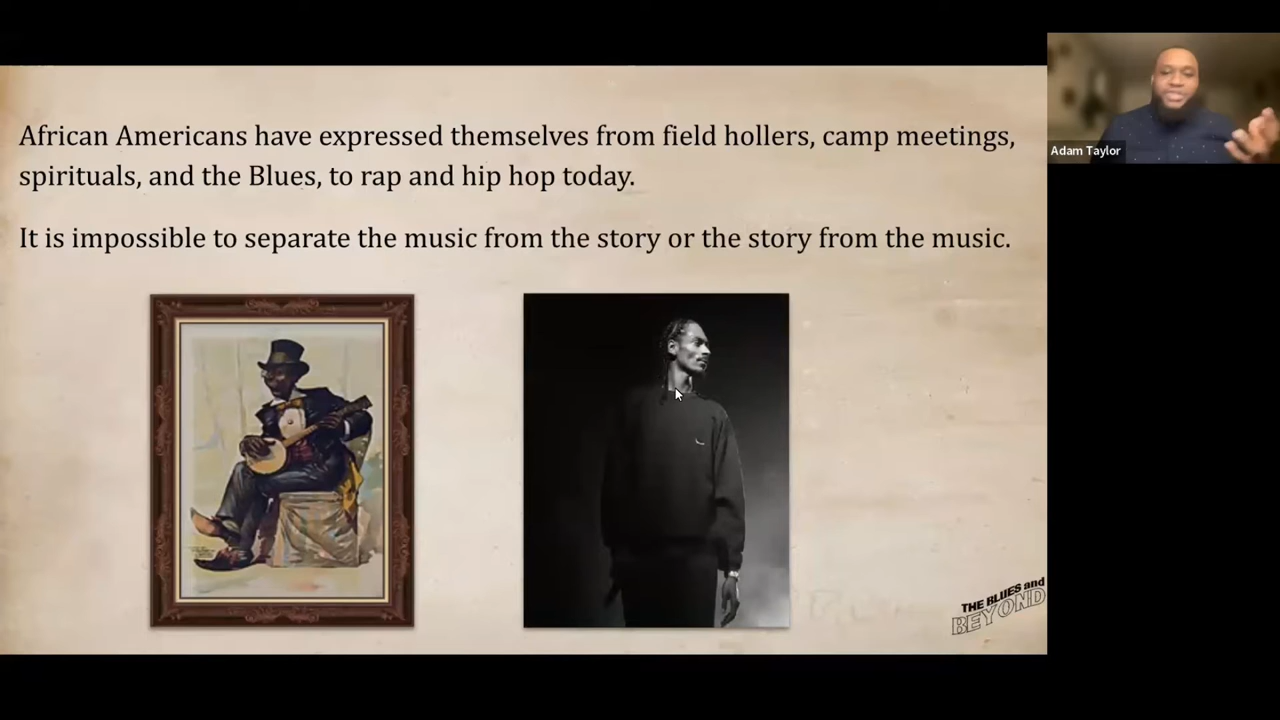 African Americans have expressed themselves from field hollers, camp meetings,
spirituals, and the Blues, to rap and hip hop today.
It is impossible to separate the music from the story or the story from the music.
Adam Taylor
THE BLUES and
BEYOND